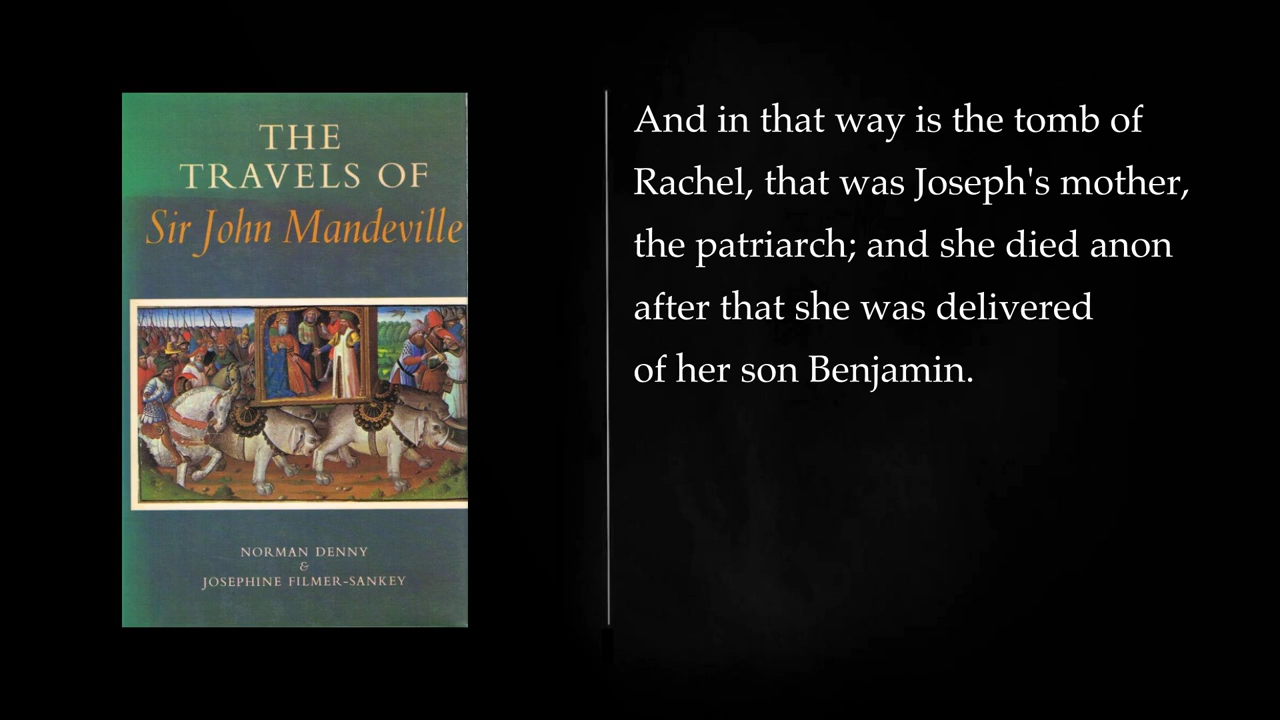 THE
TRAVELS OF
Sir John Mandeville
NORMAN DENNY
&
JOSEPHINE FILMER-SANKEY
And in that way is the tomb of
Rachel, that was Joseph's mother,
the patriarch; and she died anon
after that she was delivered
of her son Benjamin.